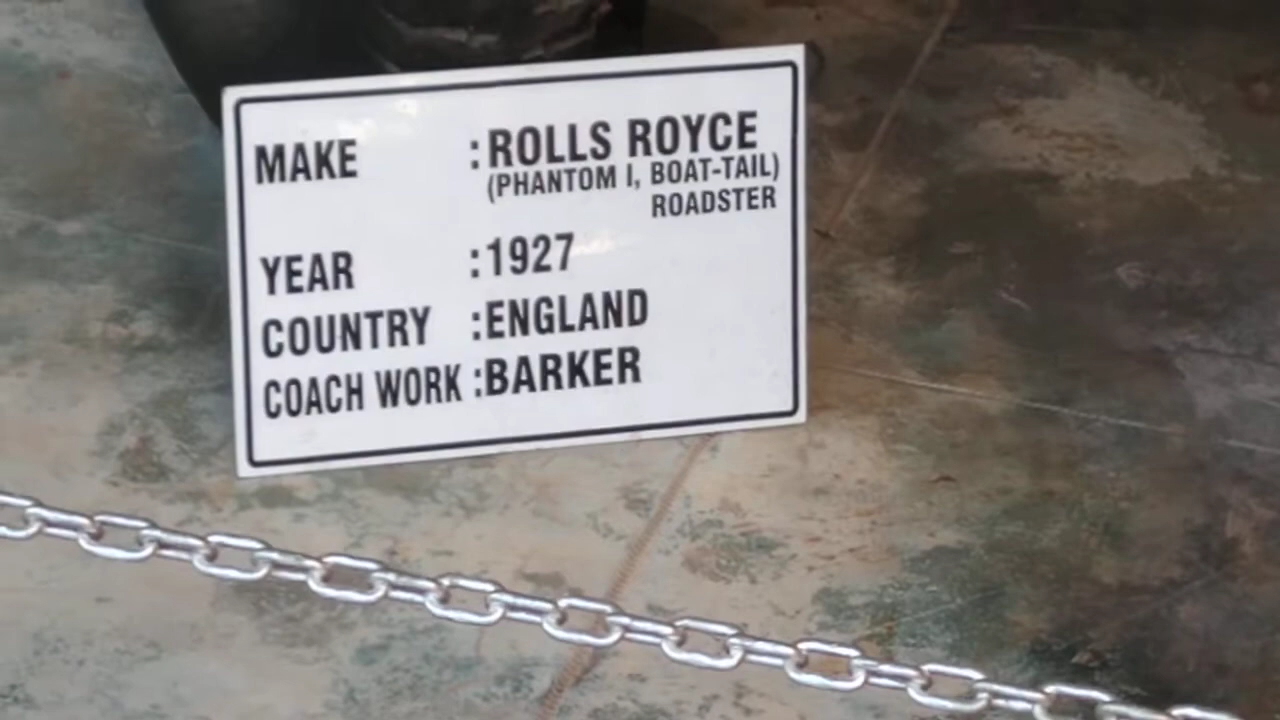 MAKE :ROLLS ROYCE
(PHANTOM I, BOAT-TAIL)
ROADSTER
YEAR :1927
COUNTRY :ENGLAND
COACH WORK :BARKER